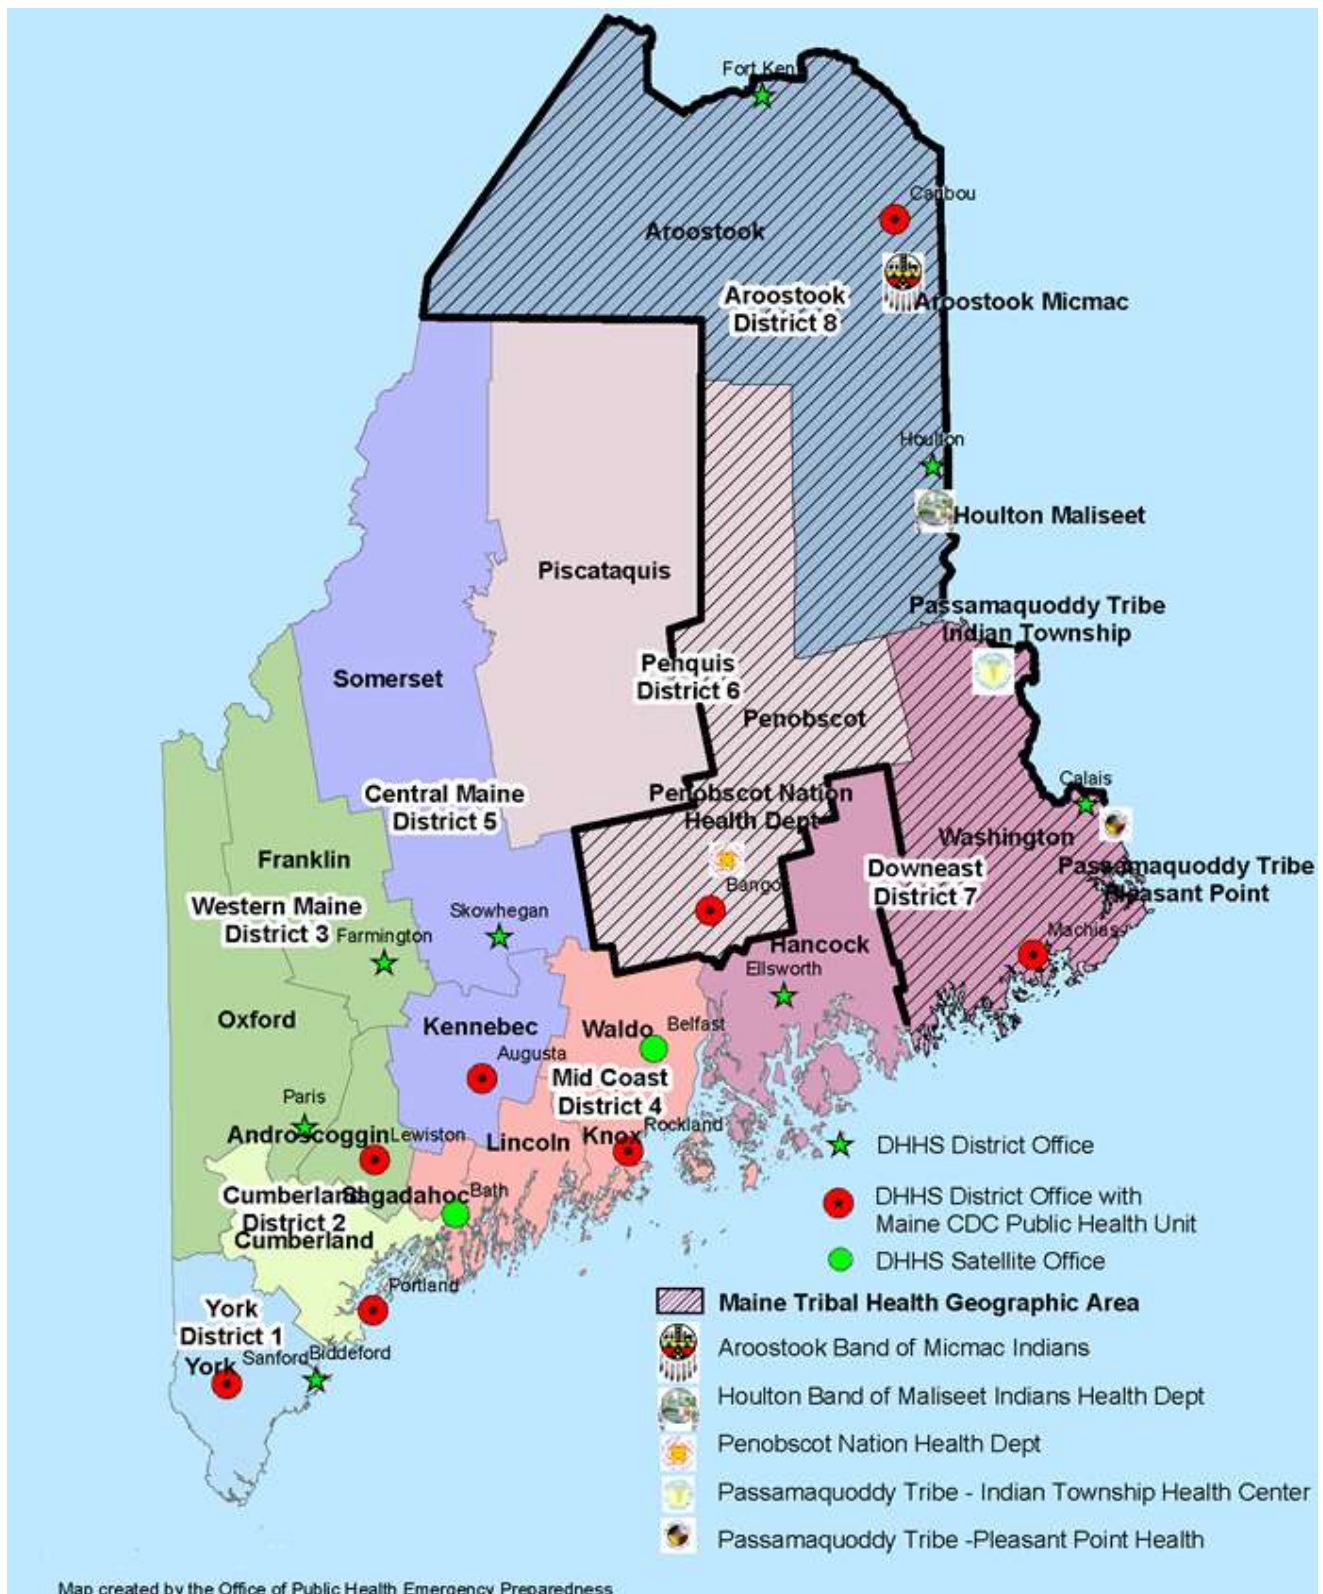 Fort Ken
Caribou
Aroostook
Aroostook
District 8
Aroostook Micmac
Houlton
Houlton Maliseet
Piscataquis
Passamaquoddy Tribe
Indian Township
Penquis
District 6
Somerset
Penobscot
Calais
Central Maine
District 5
Penobscot Nation
Health Dept
Washington
Franklin
Downeast
District 7
Passamaquoddy Tribe
Pleasant Point
Bangor
Western Maine
District 3
Skowhegan
Farmington
Hancock
Machias
Ellsworth
Oxford
Kennebec
Waldo
Belfast
Augusta
Mid Coast
District 4
Paris
Androscoggin
Lewiston
Lincoln
Knox
Rockland
Cumberland
District 2
Sagadahoc
Bath
Cumberland
Portland
York
District 1
York
Sanford
Biddeford
DHHS District Office
DHHS District Office with
Maine CDC Public Health Unit
DHHS Satellite Office
Maine Tribal Health Geographic Area
Aroostook Band of Micmac Indians
Houlton Band of Maliseet Indians Health Dept
Penobscot Nation Health Dept
Passamaquoddy Tribe - Indian Township Health Center
Passamaquoddy Tribe -Pleasant Point Health
Map created by the Office of Public Health Emergency Preparedness